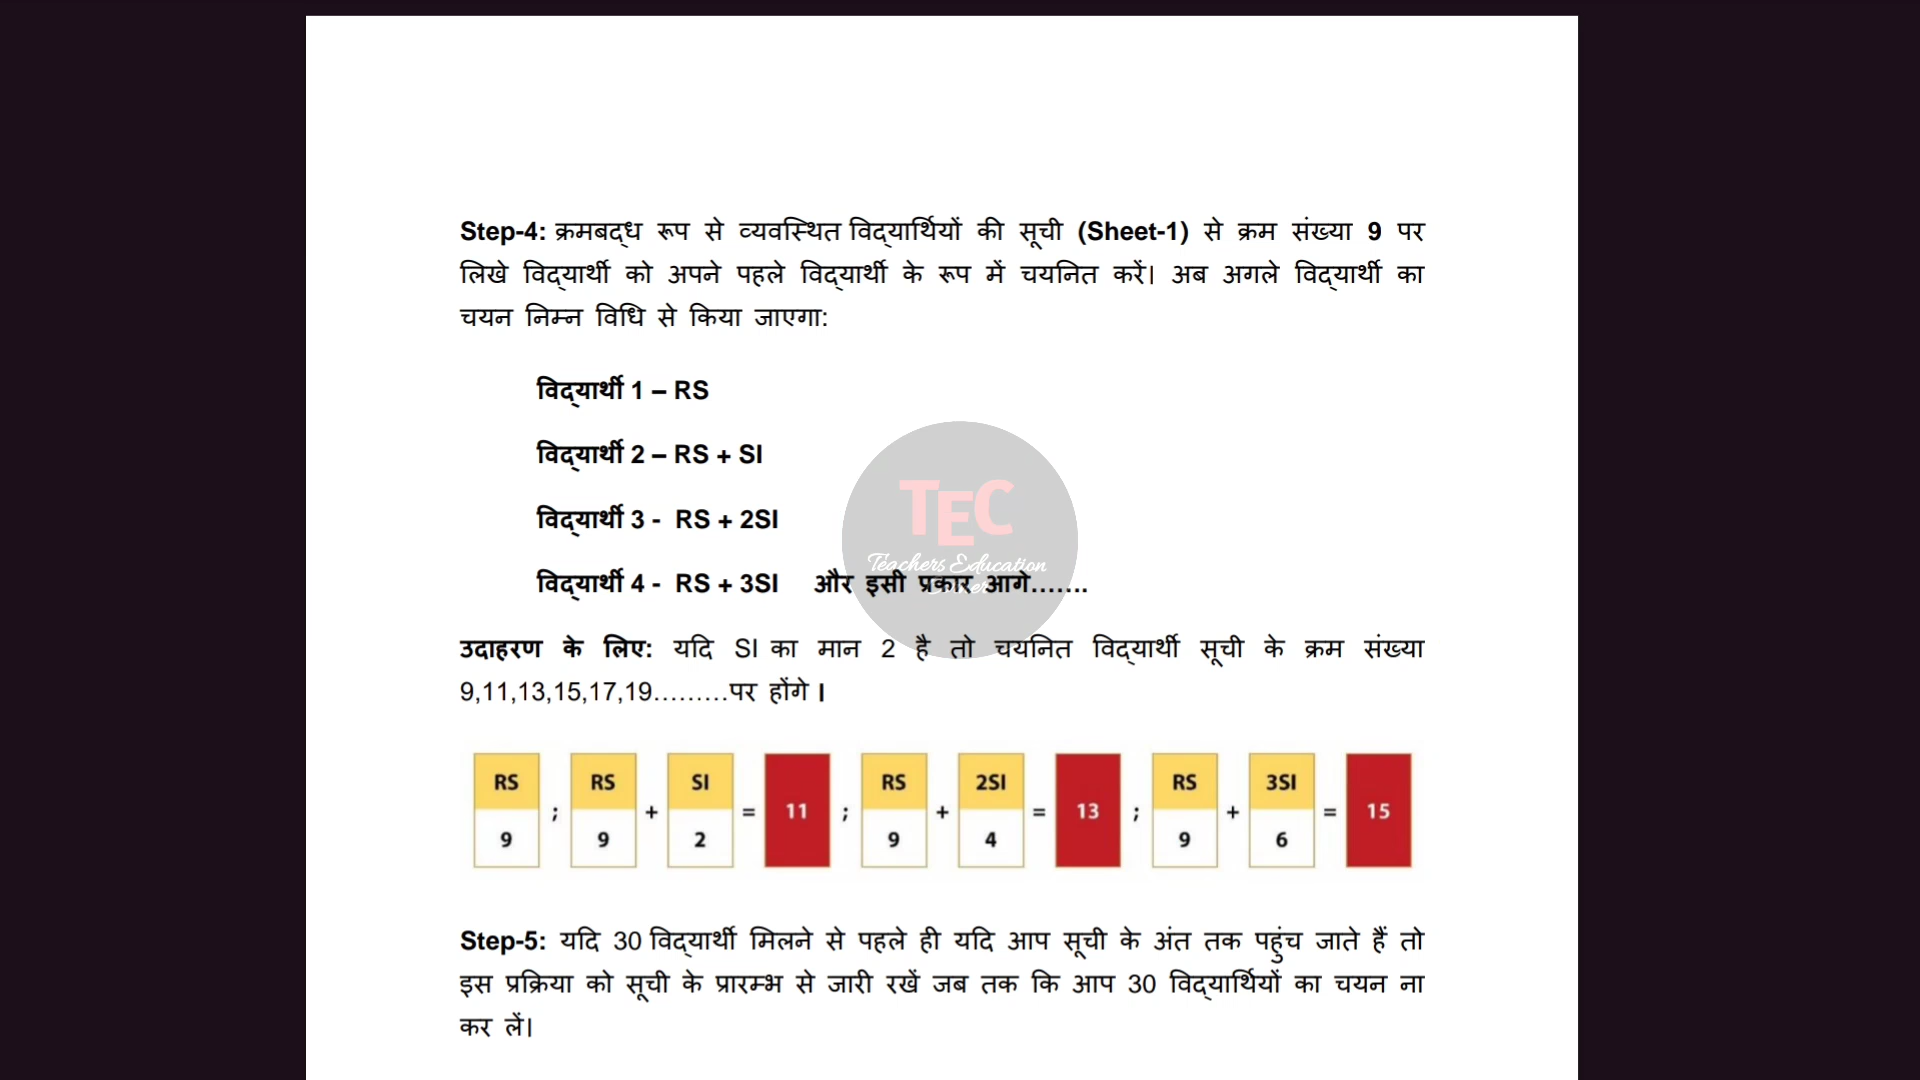 Step-4: क्रमबद्ध रूप से व्यवस्थित विद्यार्थियों की सूची (Sheet-1) से क्रम संख्या 9 पर
लिखे विद्यार्थी को अपने पहले विद्यार्थी के रूप में चयनित करें। अब अगले विद्यार्थी का
चयन निम्न विधि से किया जाएगा:
विद्यार्थी 1 – RS
विद्यार्थी 2 – RS + SI
विद्यार्थी 3 - RS + 2SI
TEC
Teachers Education
विद्यार्थी 4 - RS + 3SI और इसी प्रकार आगे…….
उदाहरण के लिए: यदि SI का मान 2 है तो चयनित विद्यार्थी सूची के क्रम संख्या
9,11,13,15,17,19………पर होंगे ।
RS RS SI RS 2SI RS 3SI
; + = 11 ; + = 13 ; + = 15
9 9 2 9 4 9 6
Step-5: यदि 30 विद्यार्थी मिलने से पहले ही यदि आप सूची के अंत तक पहुंच जाते हैं तो
इस प्रक्रिया को सूची के प्रारम्भ से जारी रखें जब तक कि आप 30 विद्यार्थियों का चयन ना
कर लें।